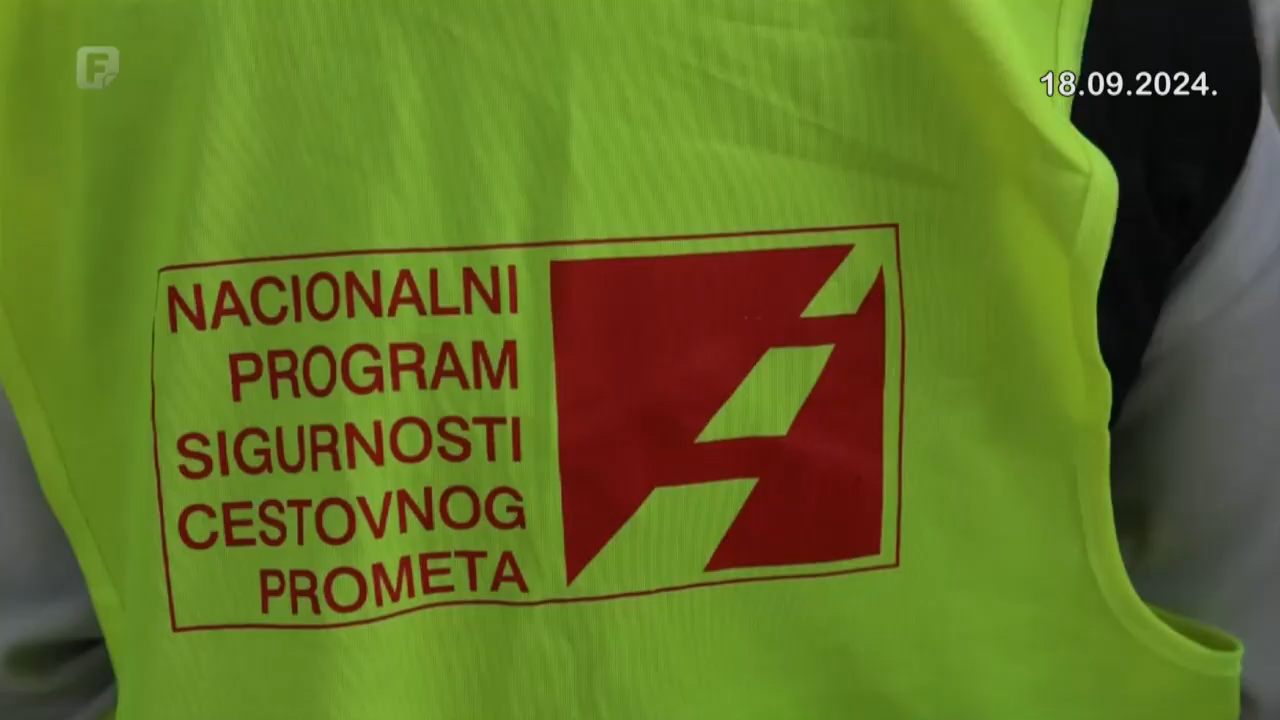 F
18.09.2024.
NACIONALNI
PROGRAM
SIGURNOSTI
CESTOVNOG
PROMETA